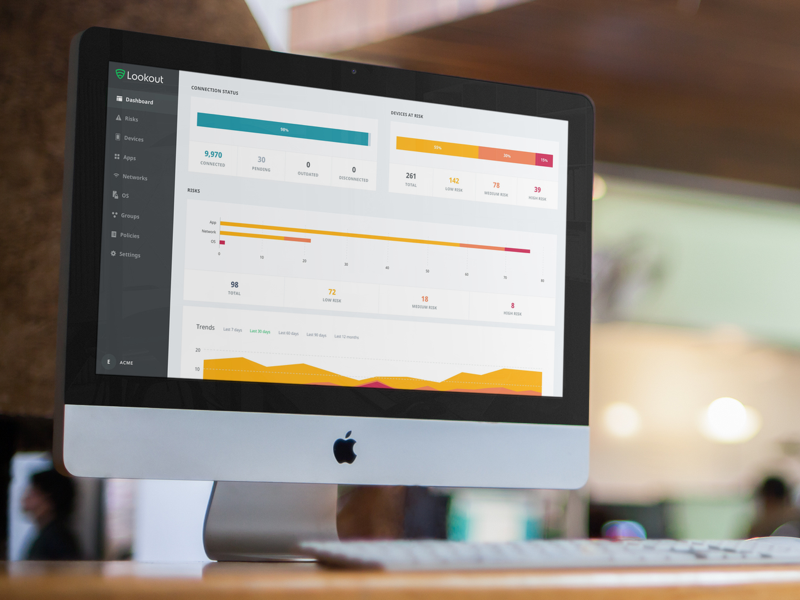 Lookout
Dashboard
Risks
Devices
Apps
Networks
OS
Groups
Policies
Settings
ACME
CONNECTION STATUS
9,970
CONNECTED
30
PENDING
0
OUTDATED
0
DISCONNECTED
DEVICES AT RISK
261
TOTAL
142
LOW RISK
78
MEDIUM RISK
39
HIGH RISK
RISKS
App
Network
OS
0 10 20 30 40 50 60 70 80
98
TOTAL
72
LOW RISK
18
MEDIUM RISK
8
HIGH RISK
Trends
Last 7 days
Last 30 days
Last 60 days
Last 90 days
Last 12 months
20
10